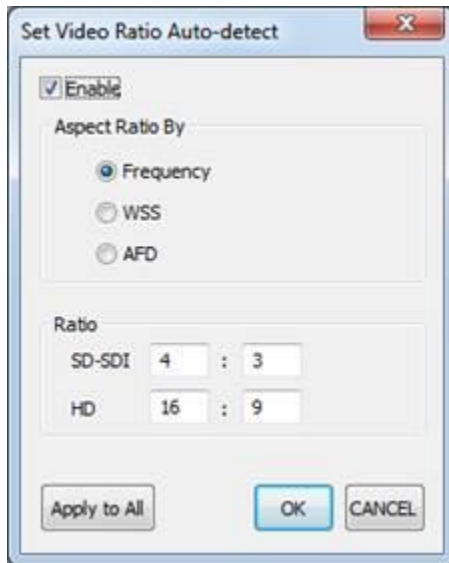 Set Video Ratio Auto-detect
Enable
Aspect Ratio By
Frequency
WSS
AFD
Ratio
SD-SDI 4 : 3
HD 16 : 9
Apply to All OK CANCEL